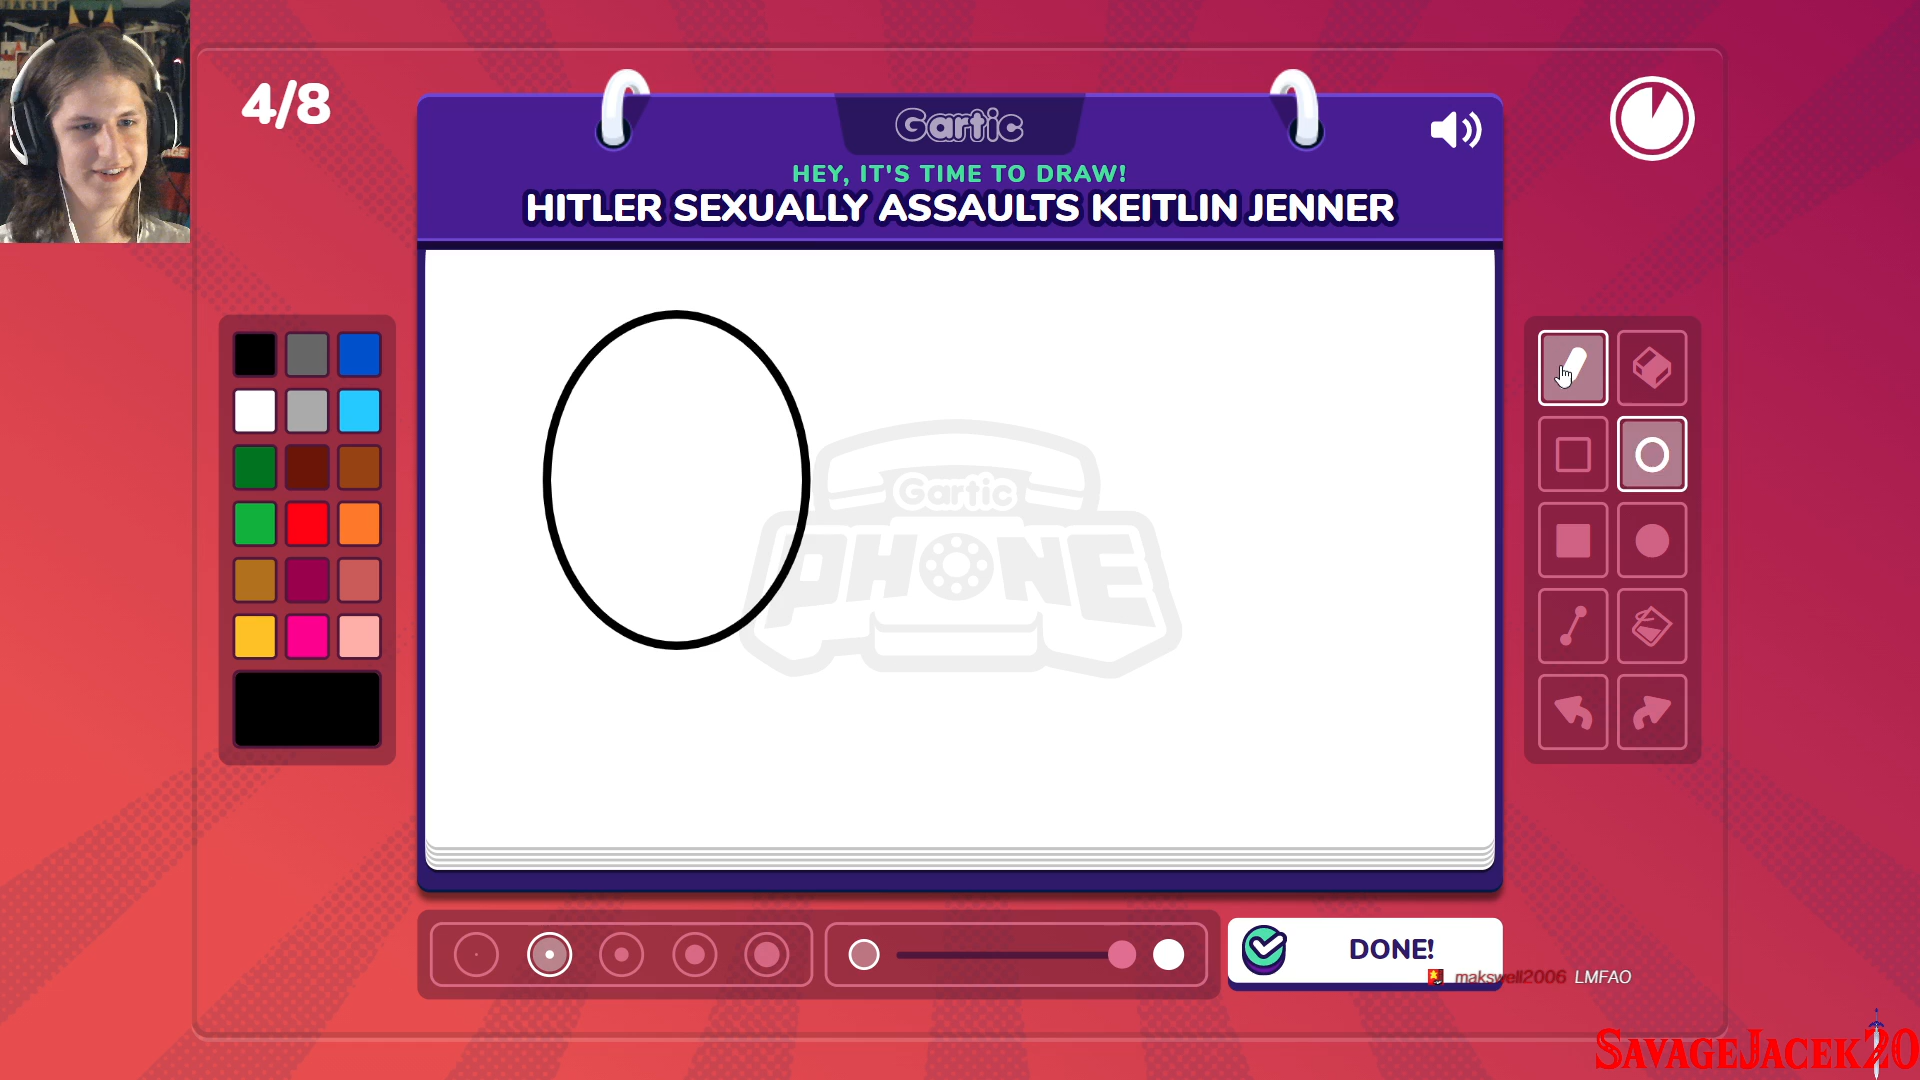 4/8
Gartic
HEY, IT'S TIME TO DRAW!
HITLER SEXUALLY ASSAULTS KEITLIN JENNER
Gartic
PHONE
DONE!
makswell2006 LMFAO
SAVAGEJACEK20